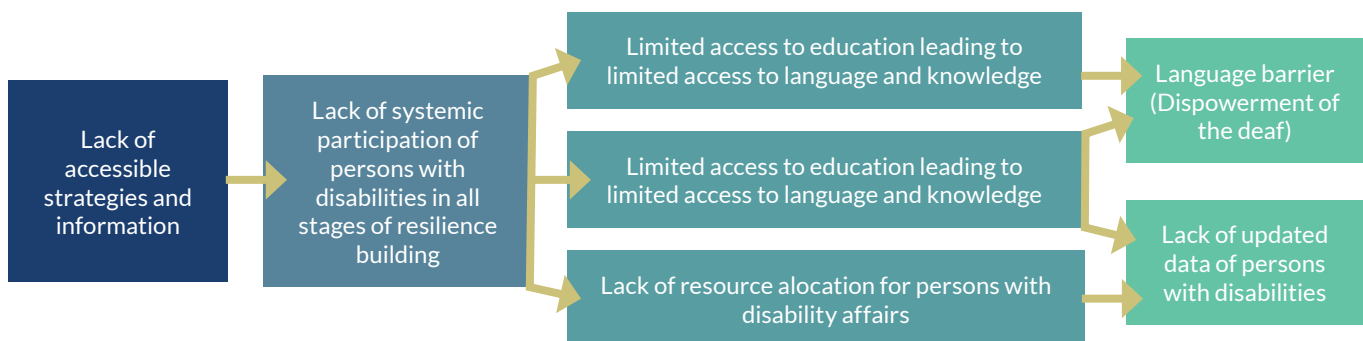 Lack of
accessible
strategies and
information
Lack of systemic
participation of
persons with
disabilities in all
stages of resilience
building
Limited access to education leading to
limited access to language and knowledge
Limited access to education leading to
limited access to language and knowledge
Lack of resource alocation for persons with
disability affairs
Language barrier
(Dispowerment of
the deaf)
Lack of updated
data of persons
with disabilities